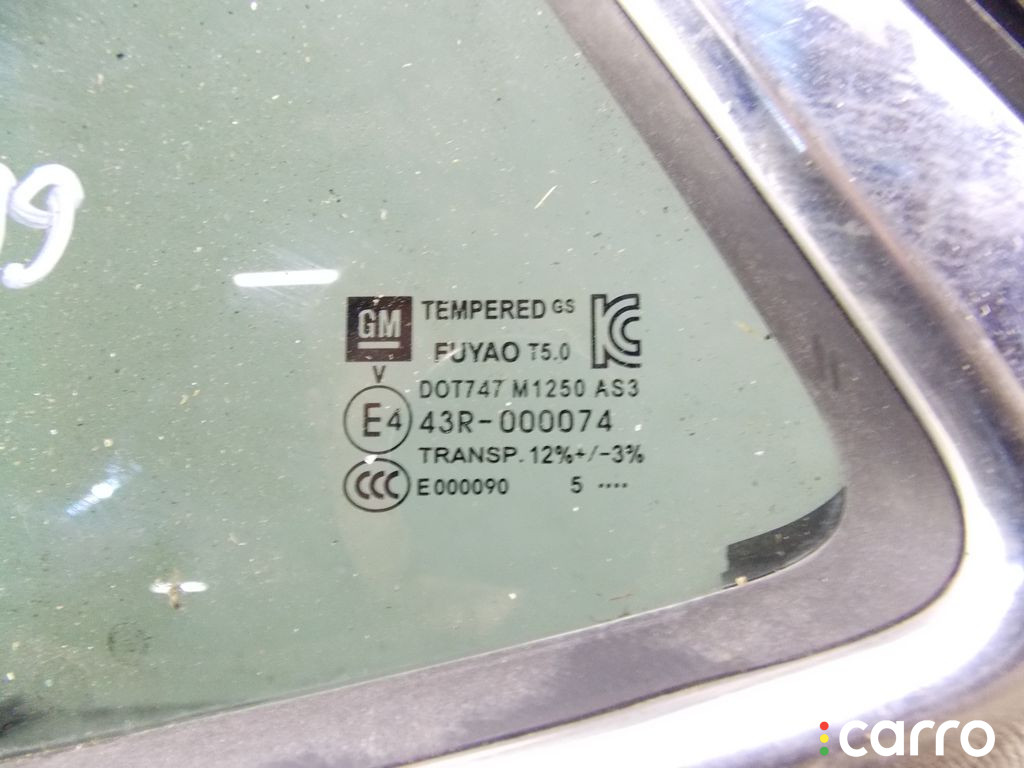 GM
TEMPERED GS
FUYAO T5.0
V
DOT747 M1250 AS3
E4 43R-000074
TRANSP. 12%+/-3%
CCC E000090 5 ....
KC
carro